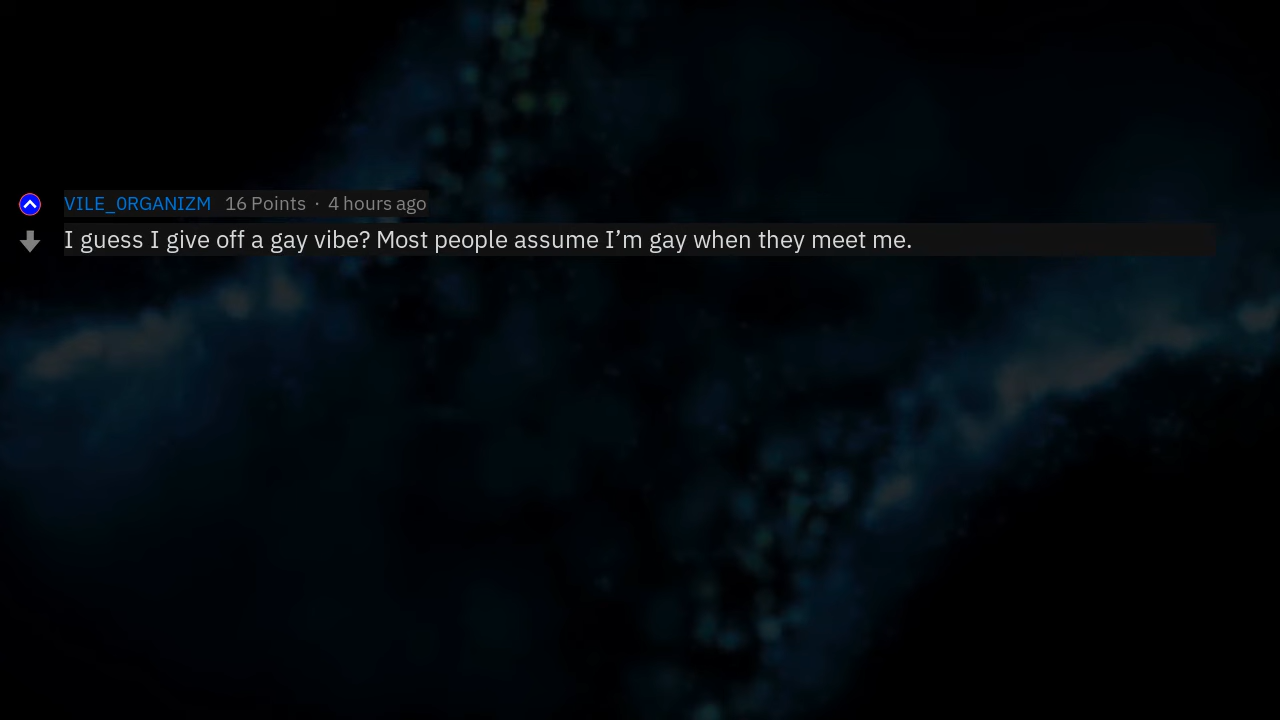 VILE_0RGANIZM 16 Points · 4 hours ago
I guess I give off a gay vibe? Most people assume I’m gay when they meet me.